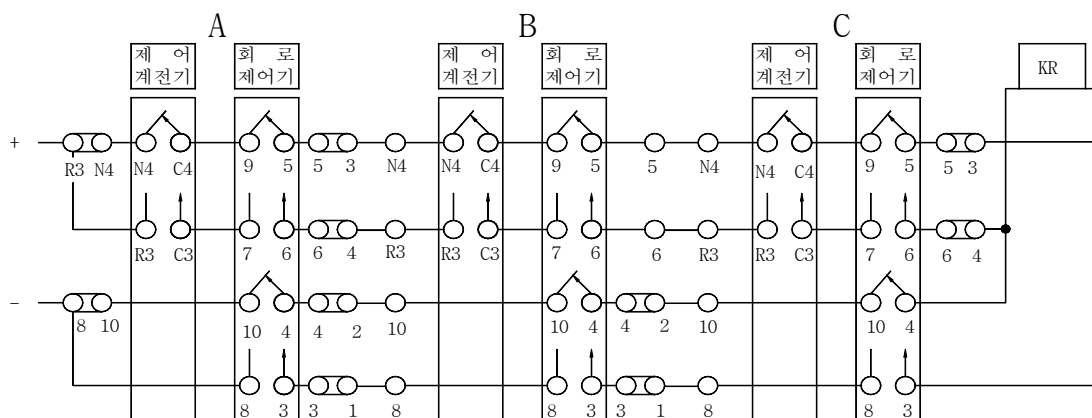 A B C
제 어 회 로 제 어 회 로 제 어 회 로
계전기 제어기 계전기 제어기 계전기 제어기 KR
+
R3 N4 N4 C4 9 5 5 3 N4 N4 C4 9 5 5 N4 N4 C4 9 5 5 3
R3 C3 7 6 6 4 R3 R3 C3 7 6 6 R3 R3 C3 7 6 6 4
-
8 10 10 4 4 2 10 10 4 4 2 10 10 4
8 3 3 1 8 8 3 3 1 8 8 3